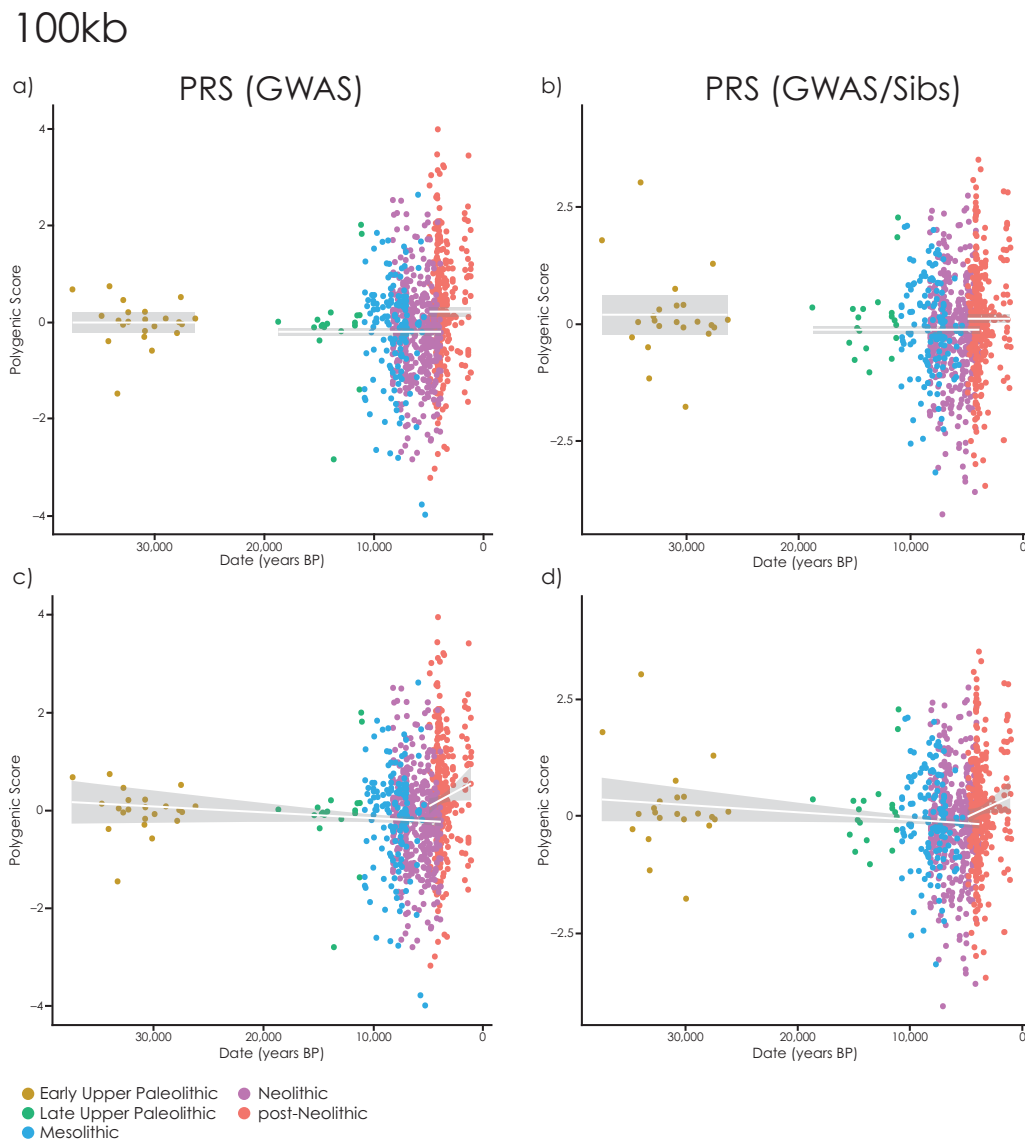 100kb
a) PRS (GWAS)
b) PRS (GWAS/Sibs)
4
2
0
−2
−4
Polygenic Score
30,000 20,000 10,000 0
Date (years BP)
2.5
0
−2.5
Polygenic Score
30,000 20,000 10,000 0
Date (years BP)
c)
d)
4
2
0
−2
−4
Polygenic Score
30,000 20,000 10,000 0
Date (years BP)
2.5
0
−2.5
Polygenic Score
30,000 20,000 10,000 0
Date (years BP)
Early Upper Paleolithic
Late Upper Paleolithic
Mesolithic
Neolithic
post-Neolithic